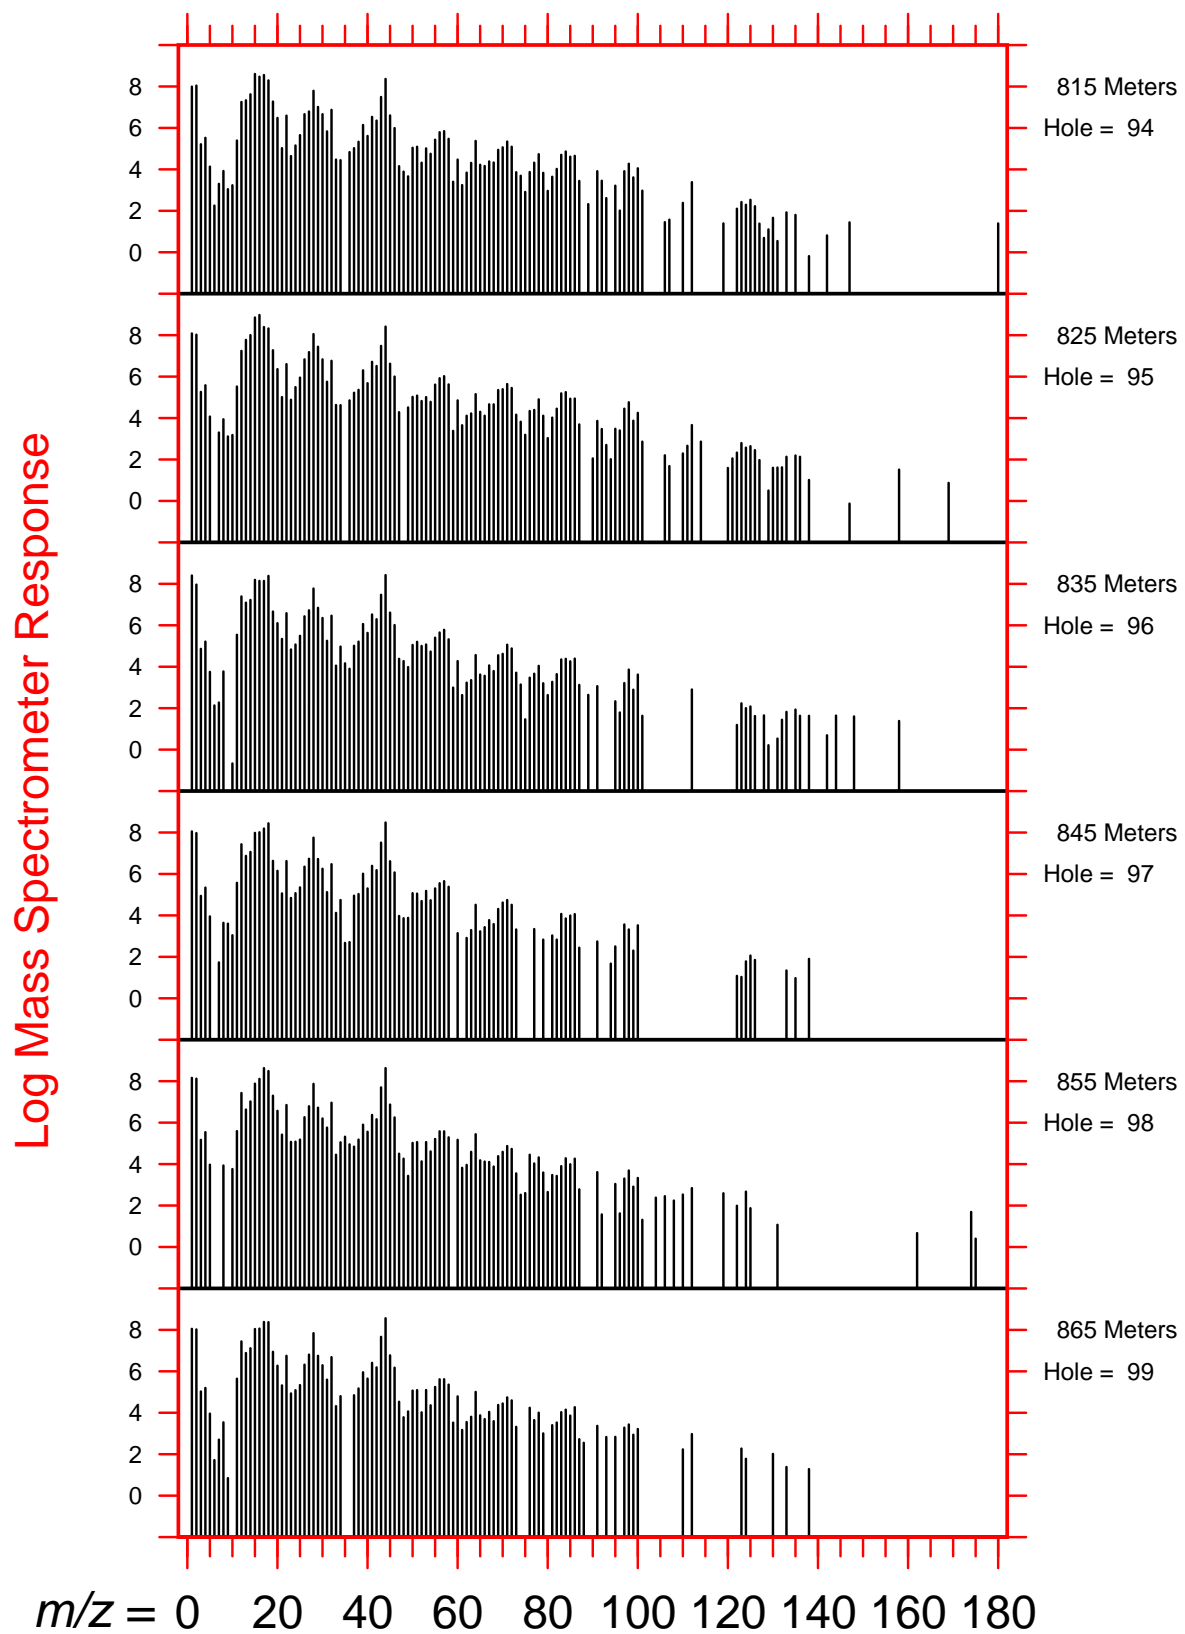 Log Mass Spectrometer Response
8
6
4
2
0
815 Meters
Hole = 94
8
6
4
2
0
825 Meters
Hole = 95
8
6
4
2
0
835 Meters
Hole = 96
8
6
4
2
0
845 Meters
Hole = 97
8
6
4
2
0
855 Meters
Hole = 98
8
6
4
2
0
865 Meters
Hole = 99
m/z = 0 20 40 60 80 100 120 140 160 180